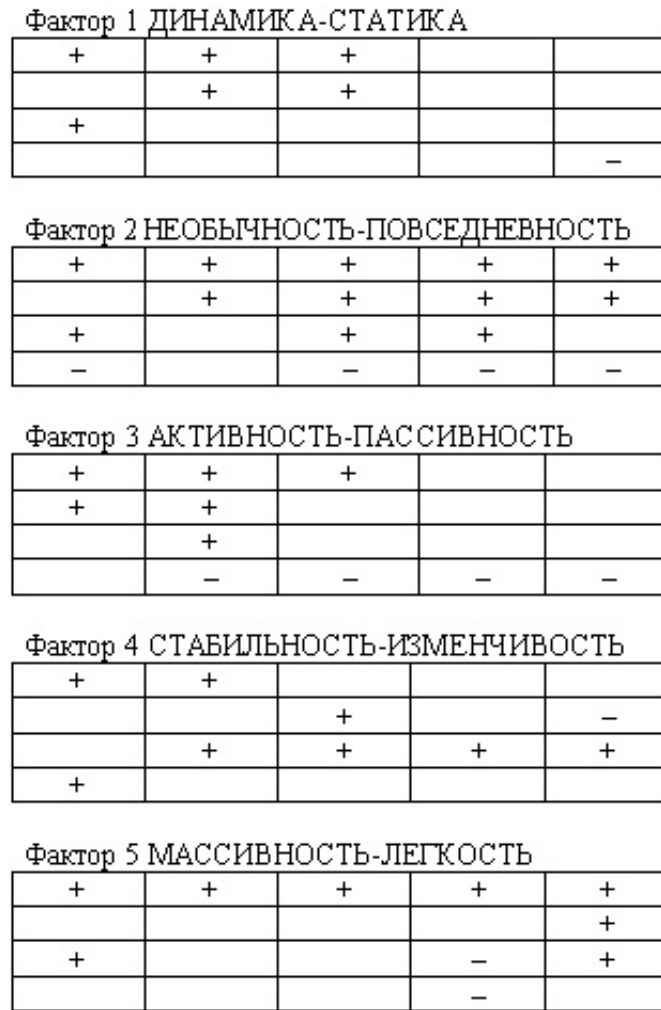 Фактор 1 ДИНАМИКА-СТАТИКА
+ + +
+ +
+
–
Фактор 2 НЕОБЫЧНОСТЬ-ПОВСЕДНЕВНОСТЬ
+ + + + +
+ + + +
+ + +
– – – –
Фактор 3 АКТИВНОСТЬ-ПАССИВНОСТЬ
+ + +
+ +
+
– – – –
Фактор 4 СТАБИЛЬНОСТЬ-ИЗМЕНЧИВОСТЬ
+ +
+ –
+ + + +
+
Фактор 5 МАССИВНОСТЬ-ЛЕГКОСТЬ
+ + + + +
+
+ – +
–